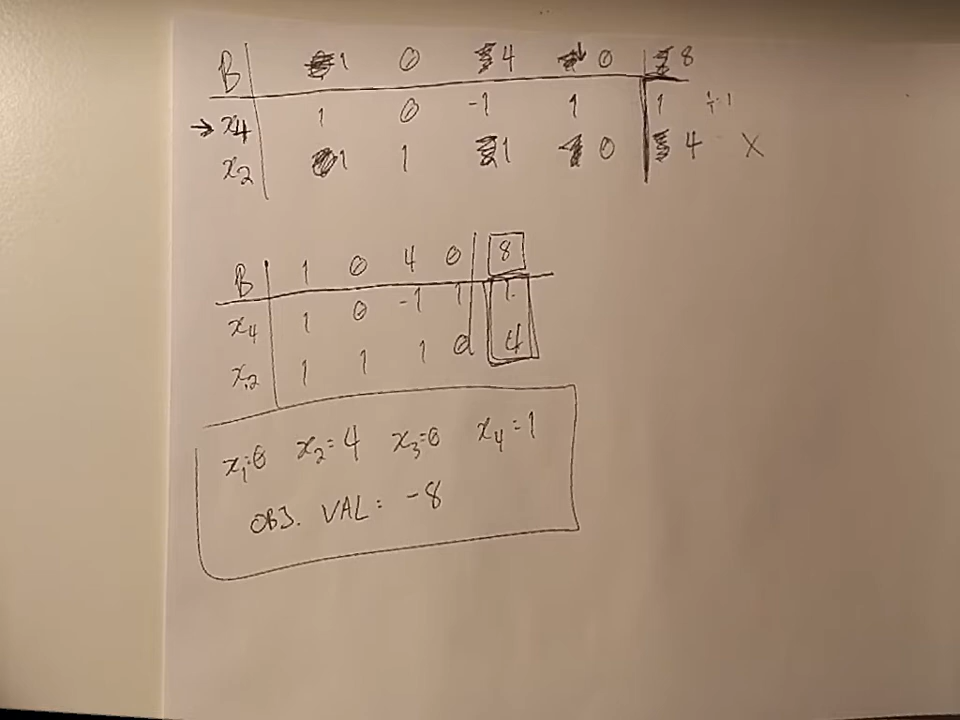 B 1 0 4 0 8
→ x4 1 0 -1 1 1 ÷ 1
x2 1 1 1 0 4 X
B 1 0 4 0 8
x4 1 0 -1 1 1
x2 1 1 1 0 4
x1=0 x2=4 x3=0 x4=1
OBJ. VAL= -8